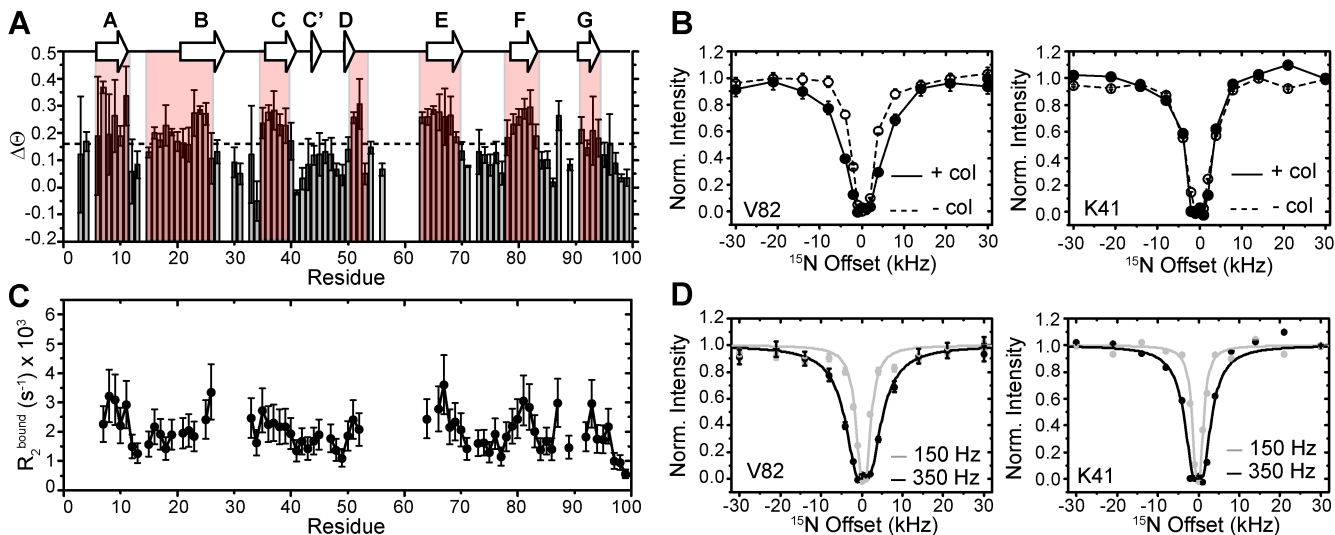 A
A B C C' D E F G
ΔΘ
0.5
0.4
0.3
0.2
0.1
0.0
-0.1
-0.2
0 10 20 30 40 50 60 70 80 90 100
Residue
B
Norm. Intensity
1.2
1.0
0.8
0.6
0.4
0.2
0.0
+ col
- col
V82
-30 -20 -10 0 10 20 30
15N Offset (kHz)
Norm. Intensity
1.2
1.0
0.8
0.6
0.4
0.2
0.0
+ col
- col
K41
-30 -20 -10 0 10 20 30
15N Offset (kHz)
C
R2bound (s-1) x 103
6
5
4
3
2
1
0
0 10 20 30 40 50 60 70 80 90 100
Residue
D
Norm. Intensity
1.2
1.0
0.8
0.6
0.4
0.2
0.0
150 Hz
350 Hz
V82
-30 -20 -10 0 10 20 30
15N Offset (kHz)
Norm. Intensity
1.2
1.0
0.8
0.6
0.4
0.2
0.0
150 Hz
350 Hz
K41
-30 -20 -10 0 10 20 30
15N Offset (kHz)